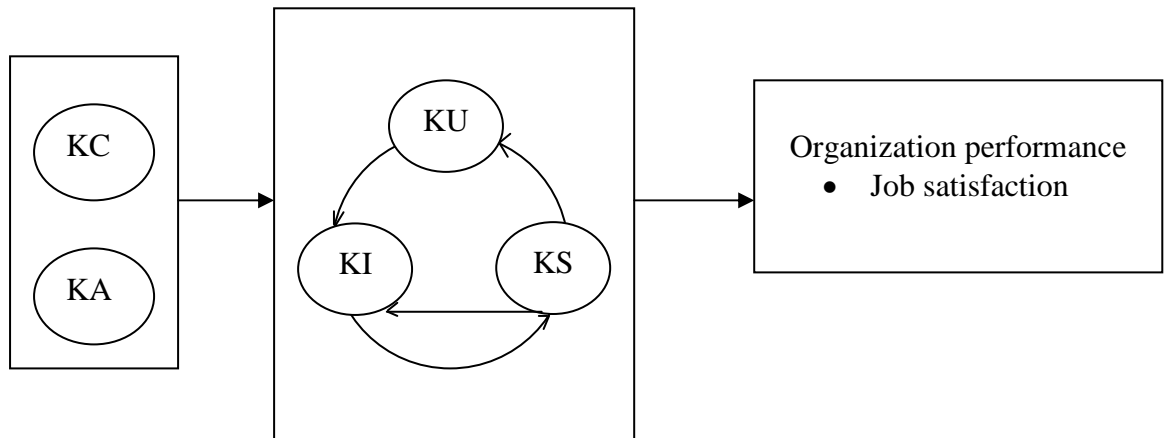 KC
KA
KU
KI
KS
Organization performance
• Job satisfaction